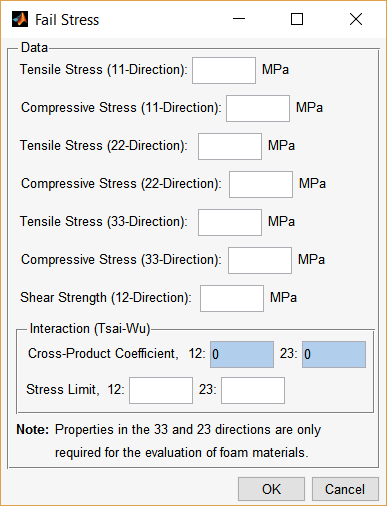 Fail Stress
Data
Tensile Stress (11-Direction): MPa
Compressive Stress (11-Direction): MPa
Tensile Stress (22-Direction): MPa
Compressive Stress (22-Direction): MPa
Tensile Stress (33-Direction): MPa
Compressive Stress (33-Direction): MPa
Shear Strength (12-Direction): MPa
Interaction (Tsai-Wu)
Cross-Product Coefficient, 12: 0 23: 0
Stress Limit, 12: 23:
Note: Properties in the 33 and 23 directions are only
required for the evaluation of foam materials.
OK Cancel